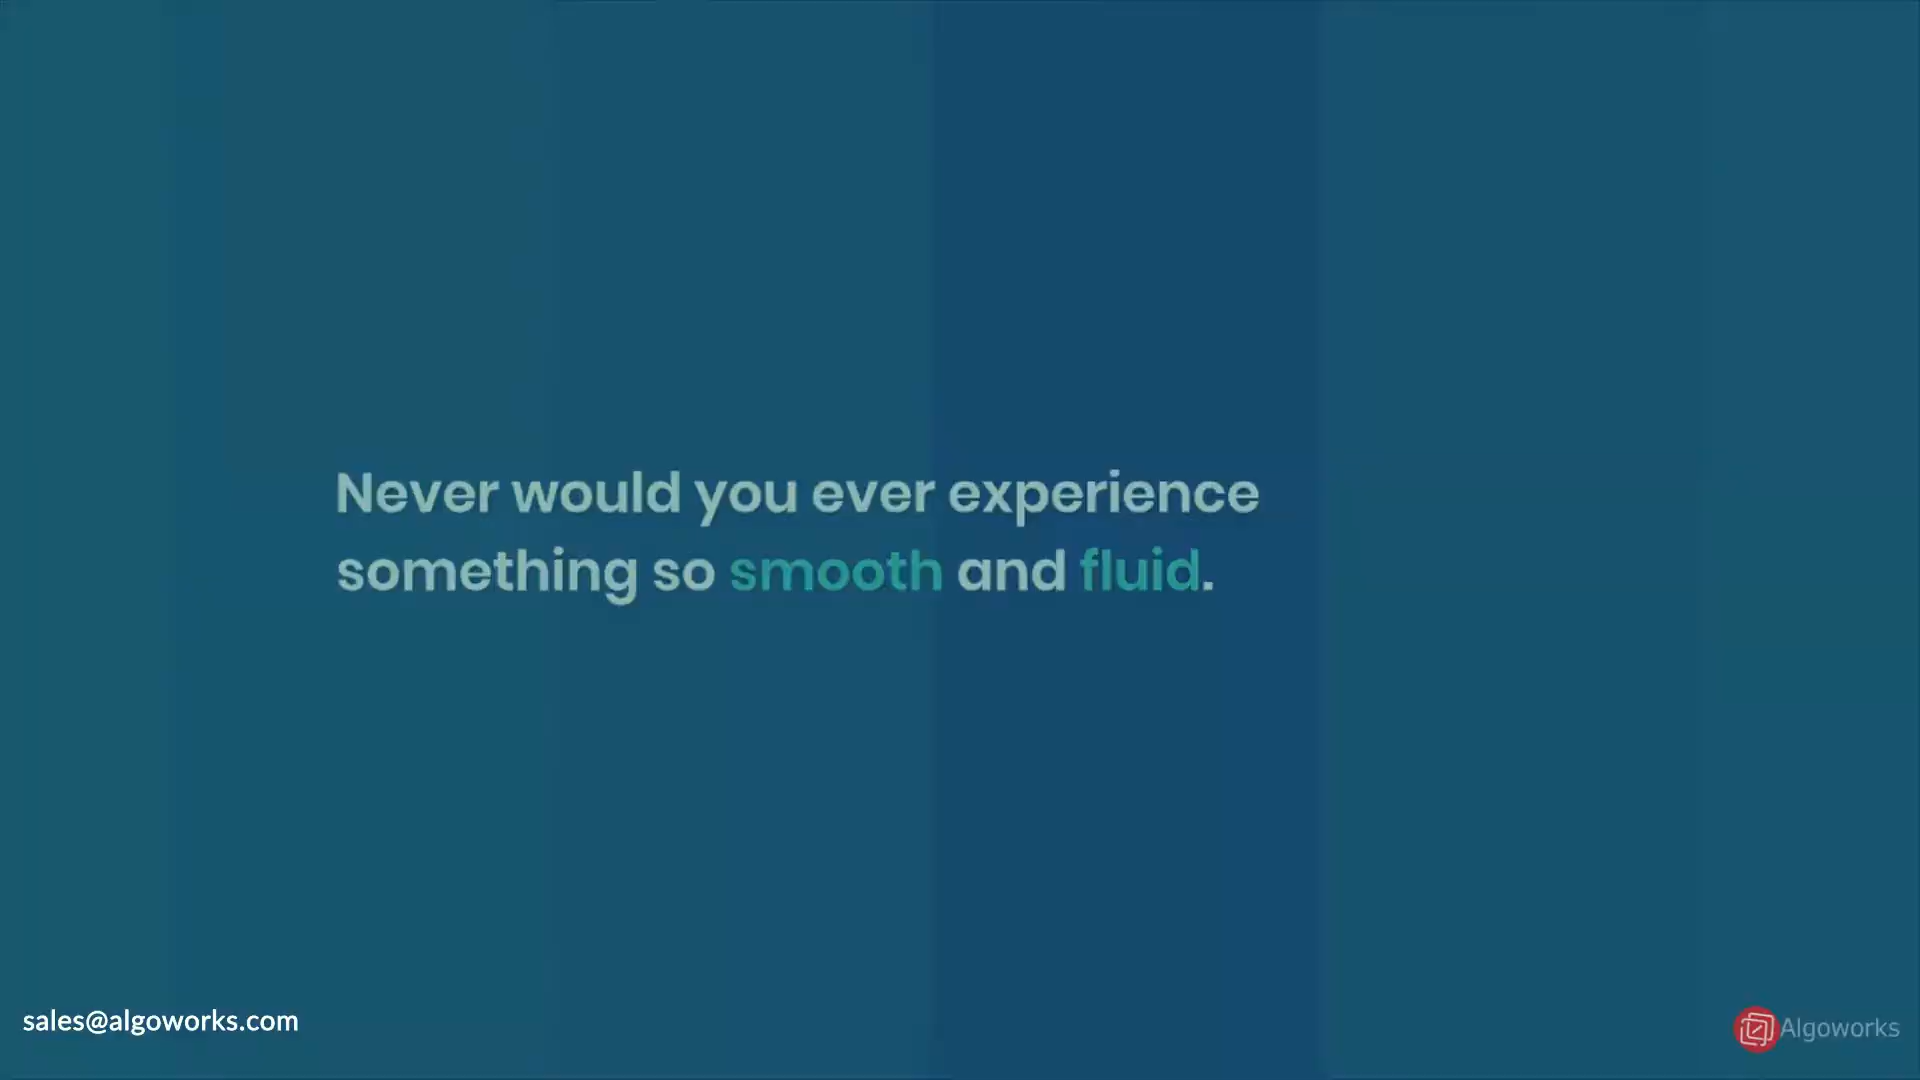 Never would you ever experience
something so smooth and fluid.
sales@algoworks.com
Algoworks